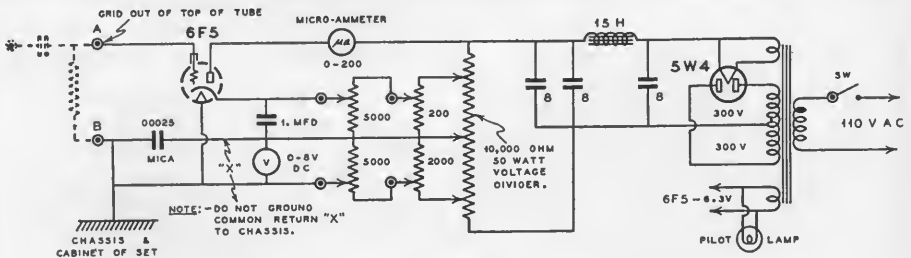 GRID OUT OF TOP OF TUBE
A
6F5
MICRO-AMMETER
μa
0-200
15 H
5W4
8
8
8
300 V
300 V
SW
110 V AC
B
00025
MICA
"X"
1. MFD
V
0-8V
DC
5000
200
5000
2000
10,000 OHM
50 WATT
VOLTAGE
DIVIDER.
NOTE:- DO NOT GROUND
COMMON RETURN "X"
TO CHASSIS.
CHASSIS &
CABINET OF SET
6F5-6.3V
PILOT LAMP